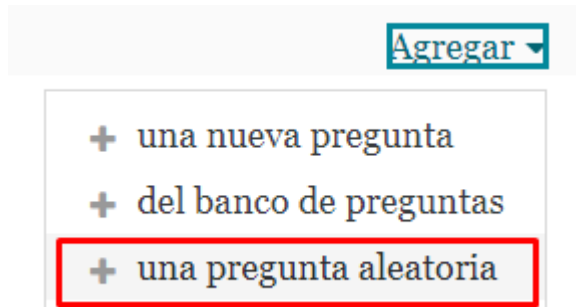 Agregar
una nueva pregunta
del banco de preguntas
una pregunta aleatoria